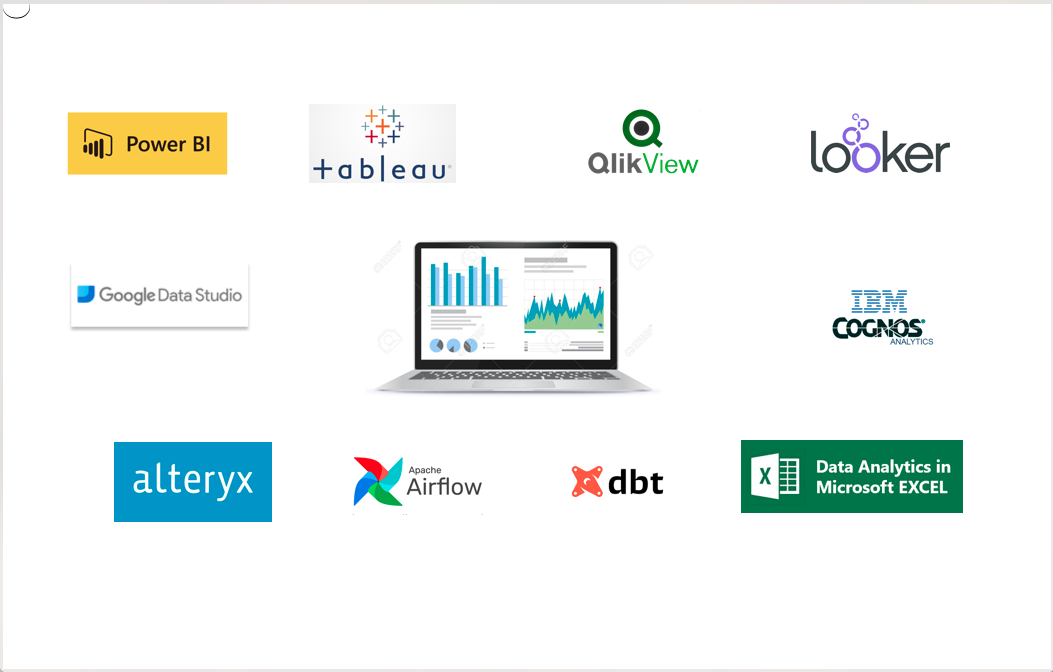 Power BI
+ableau
QlikView
looker
Google Data Studio
IBM
COGNOS
ANALYTICS
alteryx
Apache
Airflow
dbt
X
Data Analytics in
Microsoft EXCEL